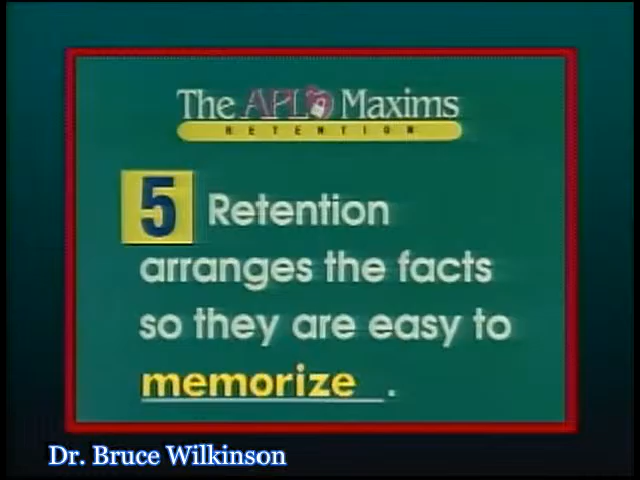 The APL Maxims
RETENTION
5 Retention
arranges the facts
so they are easy to
memorize.
Dr. Bruce Wilkinson